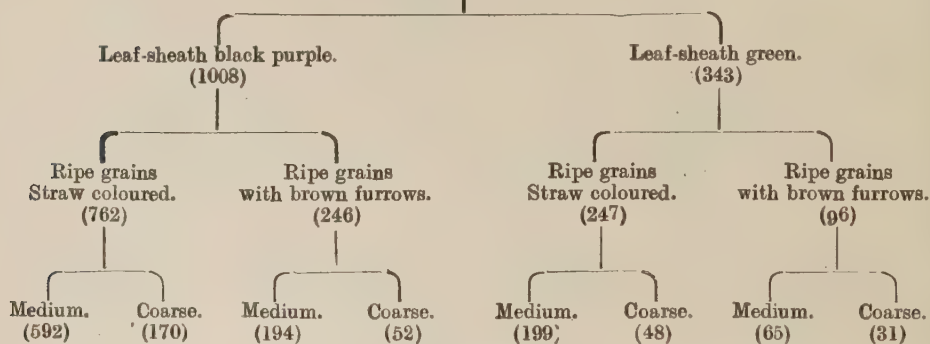 Leaf-sheath black purple.
(1008)
Leaf-sheath green.
(343)
Ripe grains
Straw coloured.
(762)
Ripe grains
with brown furrows.
(246)
Ripe grains
Straw coloured.
(247)
Ripe grains
with brown furrows.
(96)
Medium.
(592)
Coarse.
(170)
Medium.
(194)
Coarse.
(52)
Medium.
(199)
Coarse.
(48)
Medium.
(65)
Coarse.
(31)